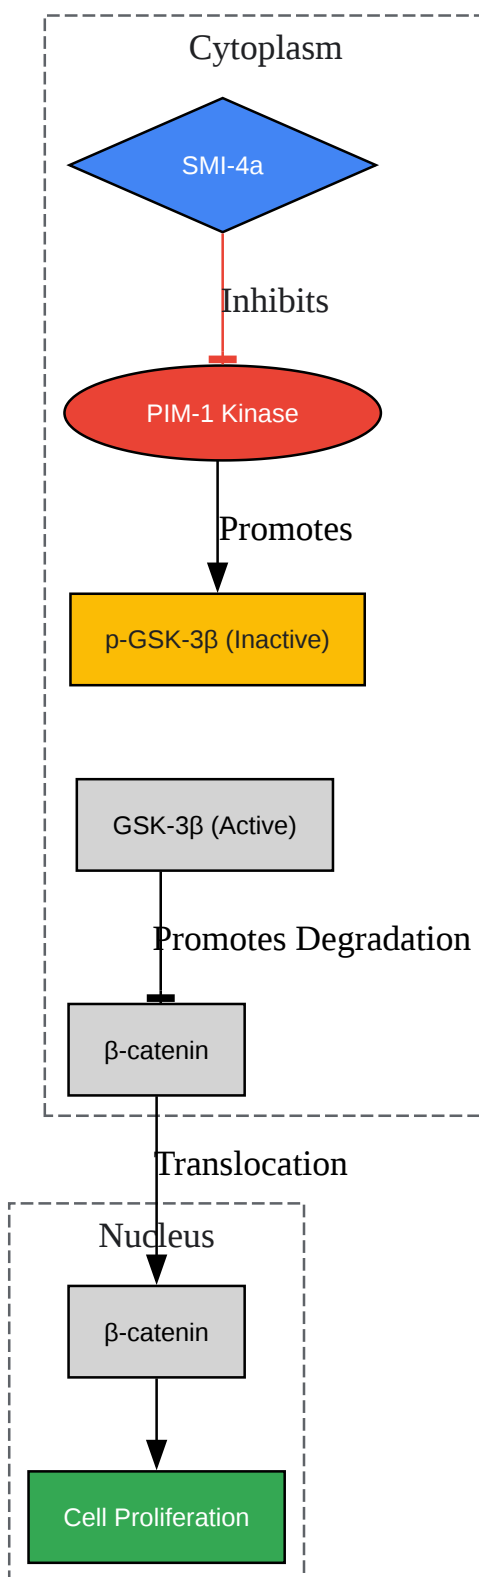 Cytoplasm
SMI-4a
Inhibits
PIM-1 Kinase
Promotes
p-GSK-3β (Inactive)
GSK-3β (Active)
Promotes Degradation
β-catenin
Translocation
Nucleus
β-catenin
Cell Proliferation